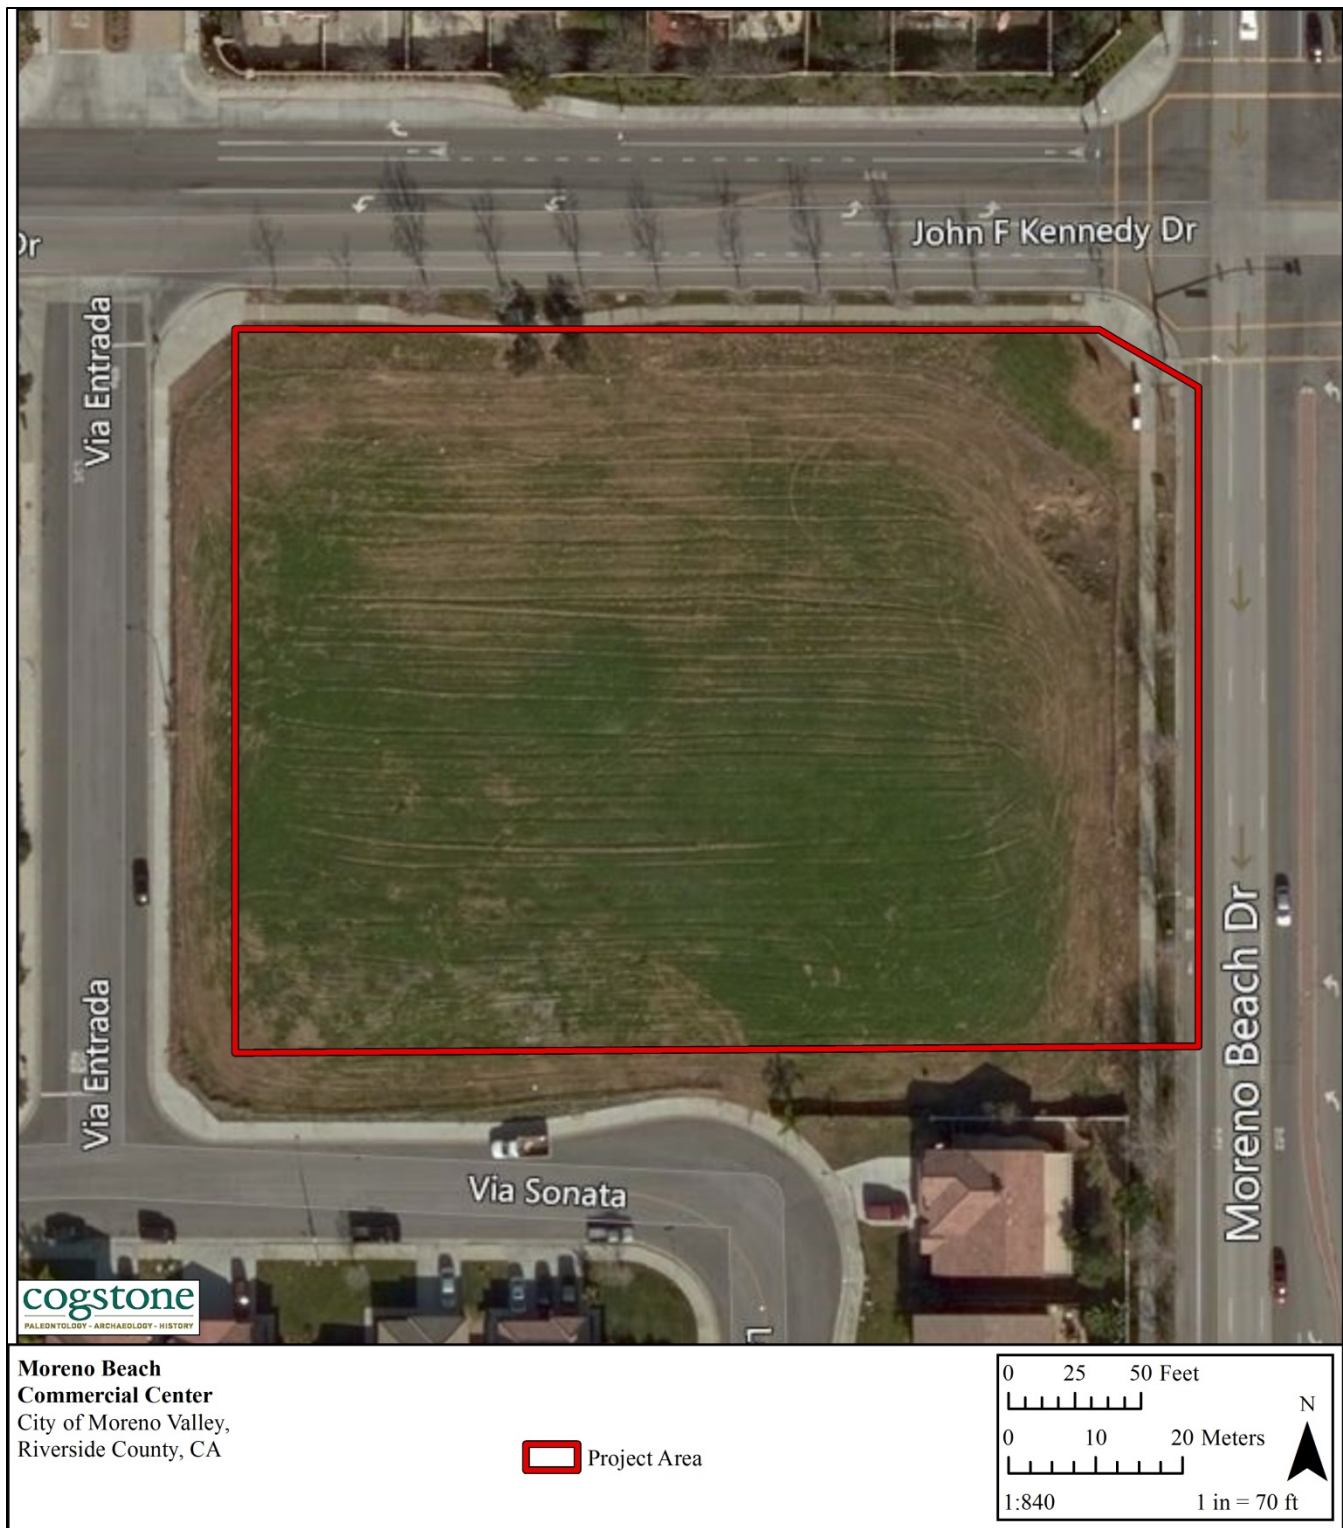 John F Kennedy Dr
Dr
Via Entrada
Via Entrada
Via Sonata
Moreno Beach Dr
cogstone
PALEONTOLOGY - ARCHAEOLOGY - HISTORY
Moreno Beach
Commercial Center
City of Moreno Valley,
Riverside County, CA
Project Area
0 25 50 Feet
0 10 20 Meters
N
1:840 1 in = 70 ft